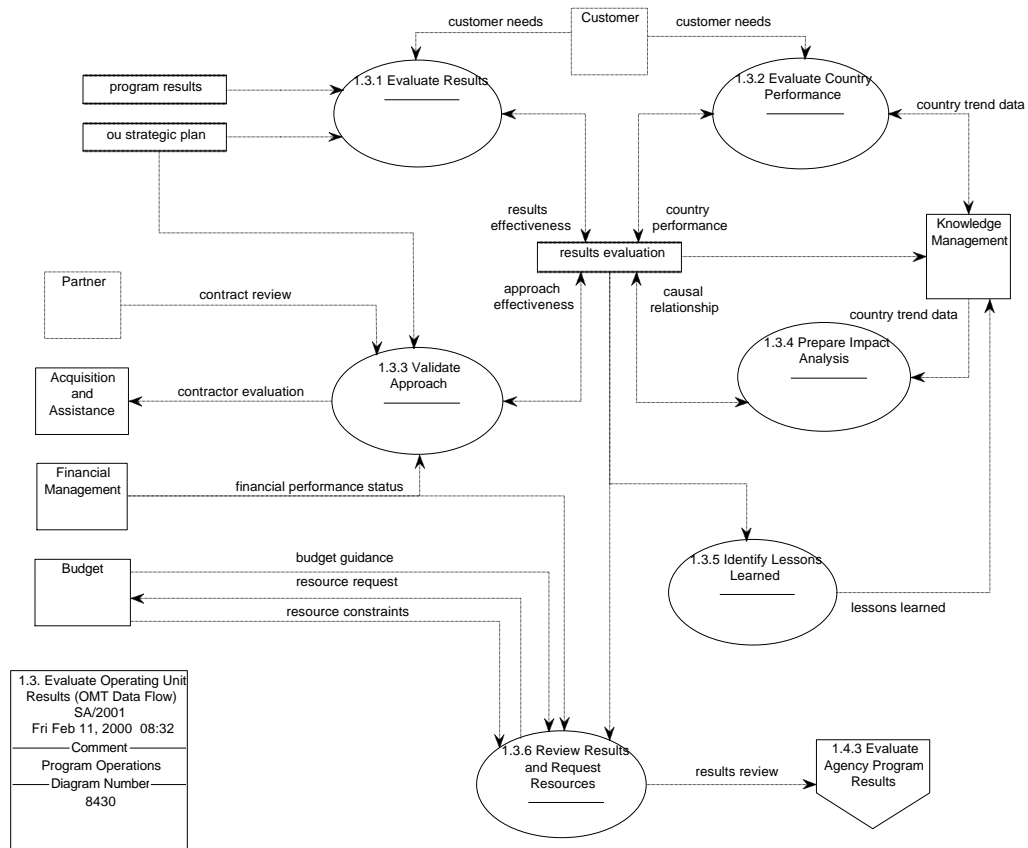 customer needs
Customer
customer needs
1.3.1 Evaluate Results
1.3.2 Evaluate Country
Performance
program results
country trend data
ou strategic plan
results
effectiveness
country
performance
Knowledge
Management
results evaluation
Partner
approach
effectiveness
causal
relationship
contract review
country trend data
1.3.4 Prepare Impact
Analysis
1.3.3 Validate
Approach
Acquisition
and
Assistance
contractor evaluation
Financial
Management
financial performance status
budget guidance
Budget
resource request
1.3.5 Identify Lessons
Learned
resource constraints
lessons learned
1.3. Evaluate Operating Unit
Results (OMT Data Flow)
SA/2001
Fri Feb 11, 2000 08:32
Comment
Program Operations
Diagram Number
8430
1.3.6 Review Results
and Request
Resources
results review
1.4.3 Evaluate
Agency Program
Results